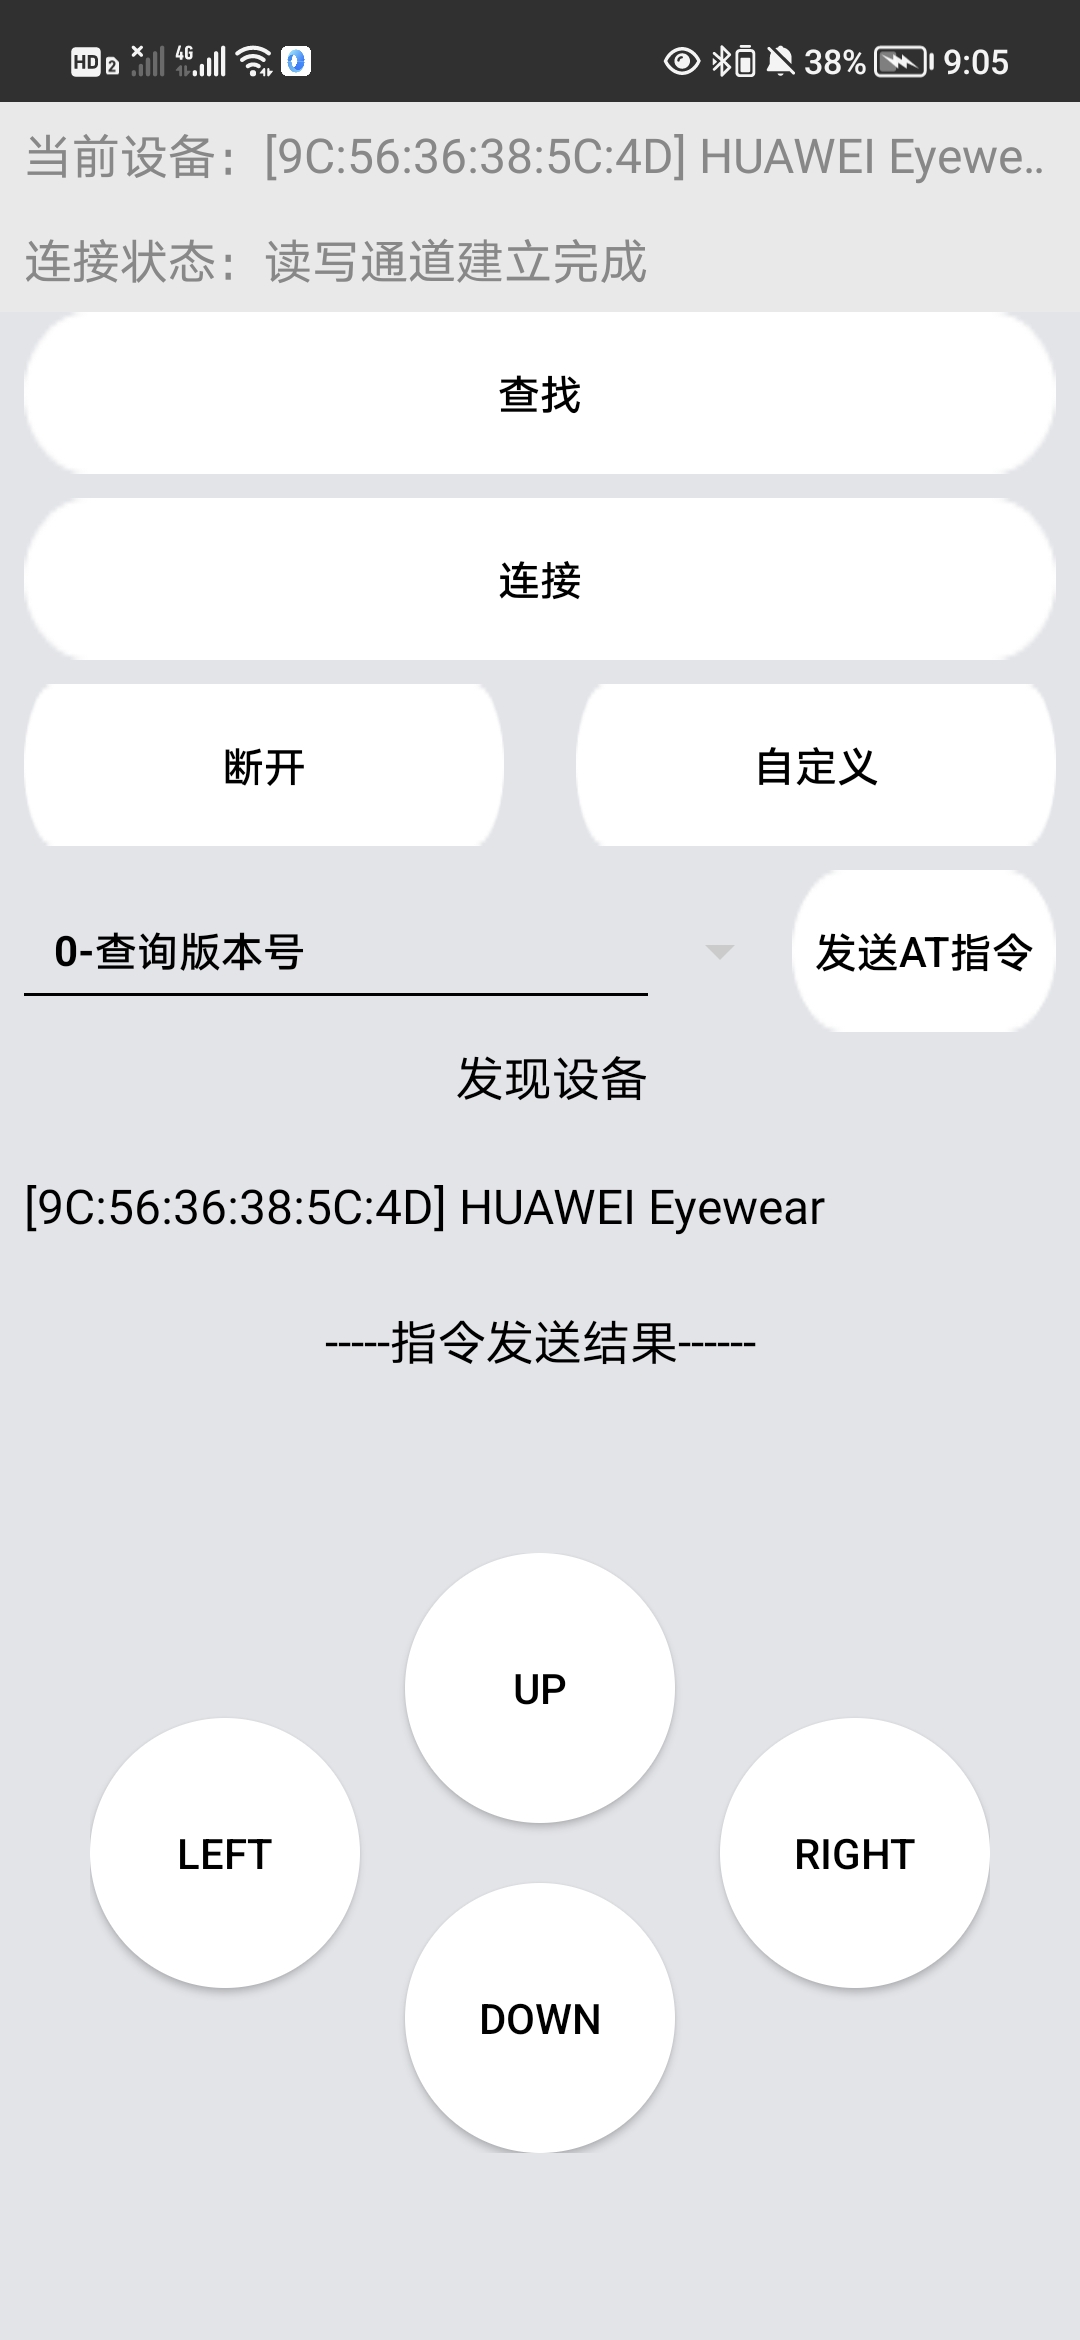 HD 2 4G 38% 9:05
当前设备：[9C:56:36:38:5C:4D] HUAWEI Eyewe..
连接状态：读写通道建立完成
查找
连接
断开 自定义
0-查询版本号 发送AT指令
发现设备
[9C:56:36:38:5C:4D] HUAWEI Eyewear
-----指令发送结果------
UP
LEFT RIGHT
DOWN